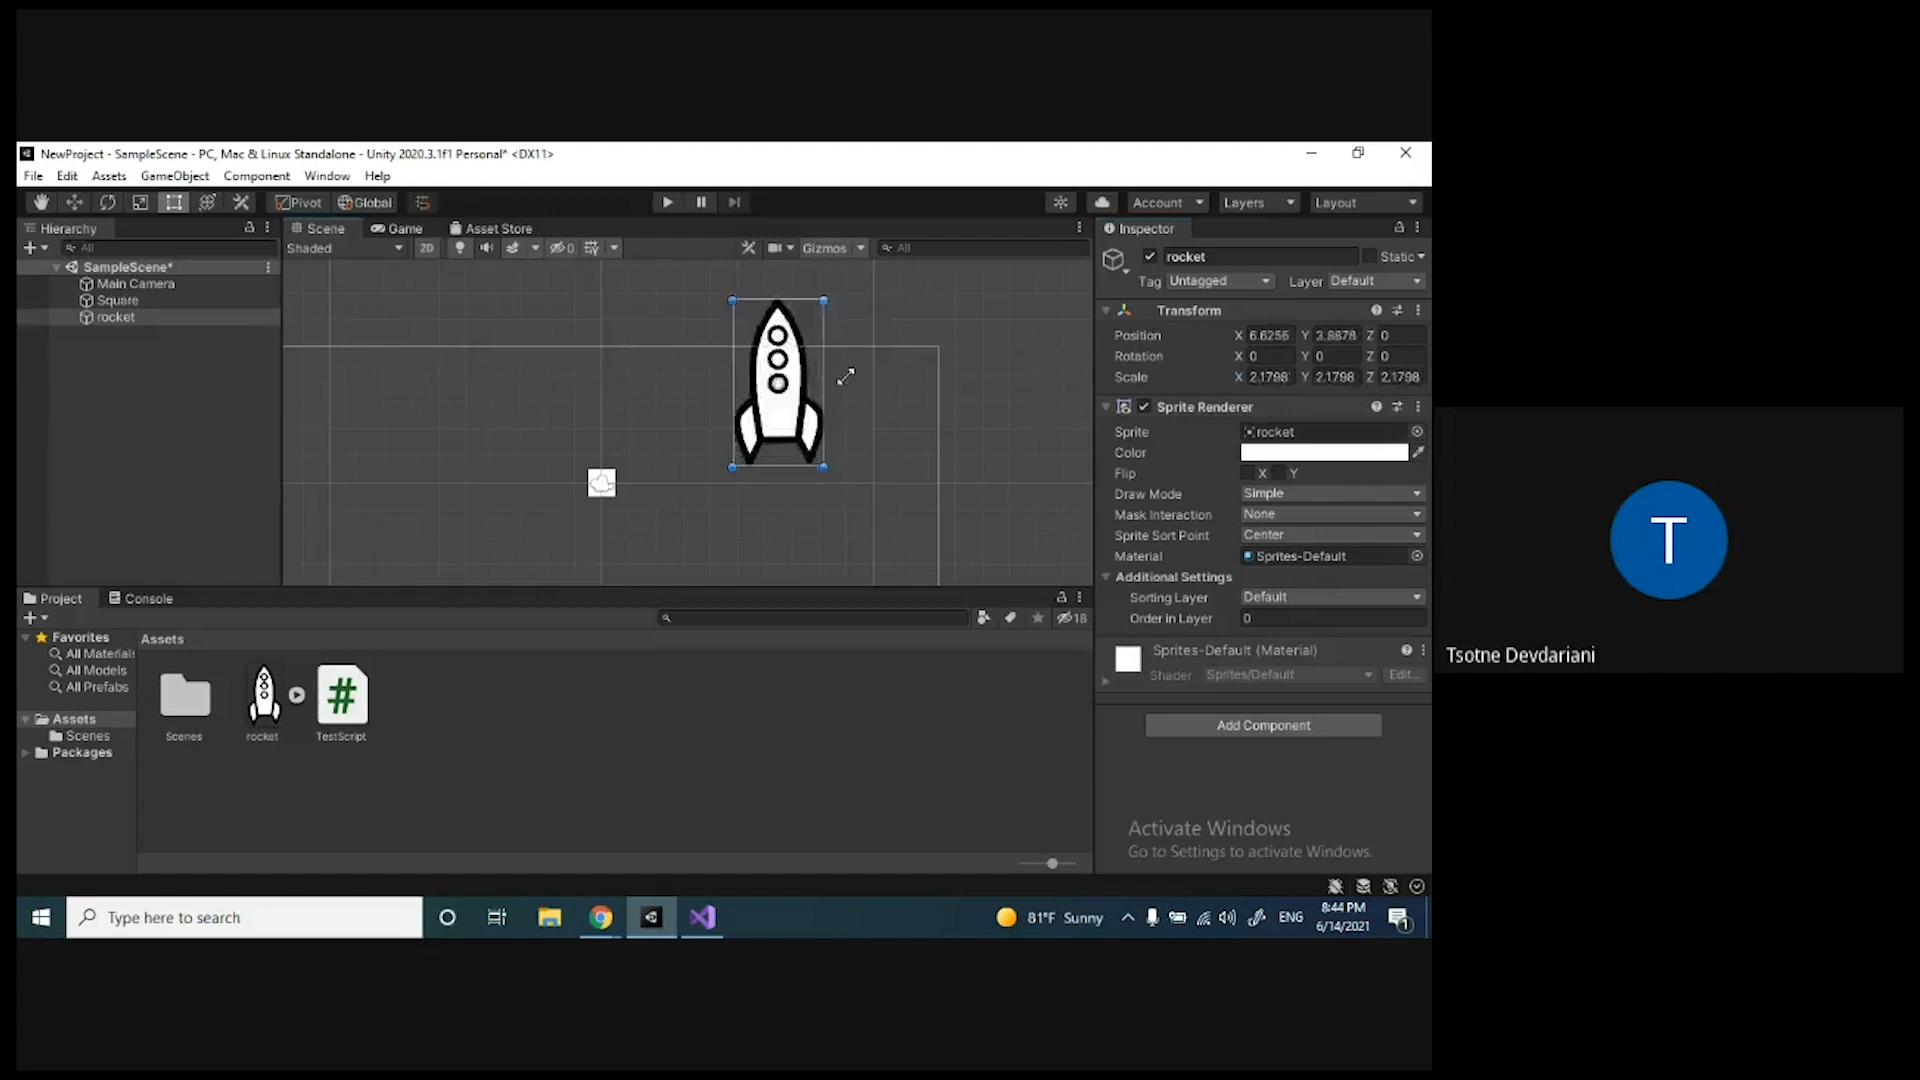 NewProject - SampleScene - PC, Mac & Linux Standalone - Unity 2020.3.1f1 Personal* <DX11>
File Edit Assets GameObject Component Window Help
Pivot Global Account Layers Layout
Hierarchy
All
SampleScene*
Main Camera
Square
rocket
Scene Game Asset Store
Shaded 2D 0 Gizmos All
Inspector
rocket Static
Tag Untagged Layer Default
Transform
Position X 6.6256 Y 3.8878 Z 0
Rotation X 0 Y 0 Z 0
Scale X 2.1798 Y 2.1798 Z 2.1798
Sprite Renderer
Sprite rocket
Color
Flip X Y
Draw Mode Simple
Mask Interaction None
Sprite Sort Point Center
Material Sprites-Default
Additional Settings
Sorting Layer Default
Order in Layer 0
Sprites-Default (Material)
Shader Sprites/Default Edit...
Add Component
Activate Windows
Go to Settings to activate Windows.
Project Console
18
Favorites
All Materials
All Models
All Prefabs
Assets
Scenes
Packages
Assets
Scenes rocket TestScript
#
Type here to search
81°F Sunny
ENG
8:44 PM
6/14/2021
1
T
Tsotne Devdariani